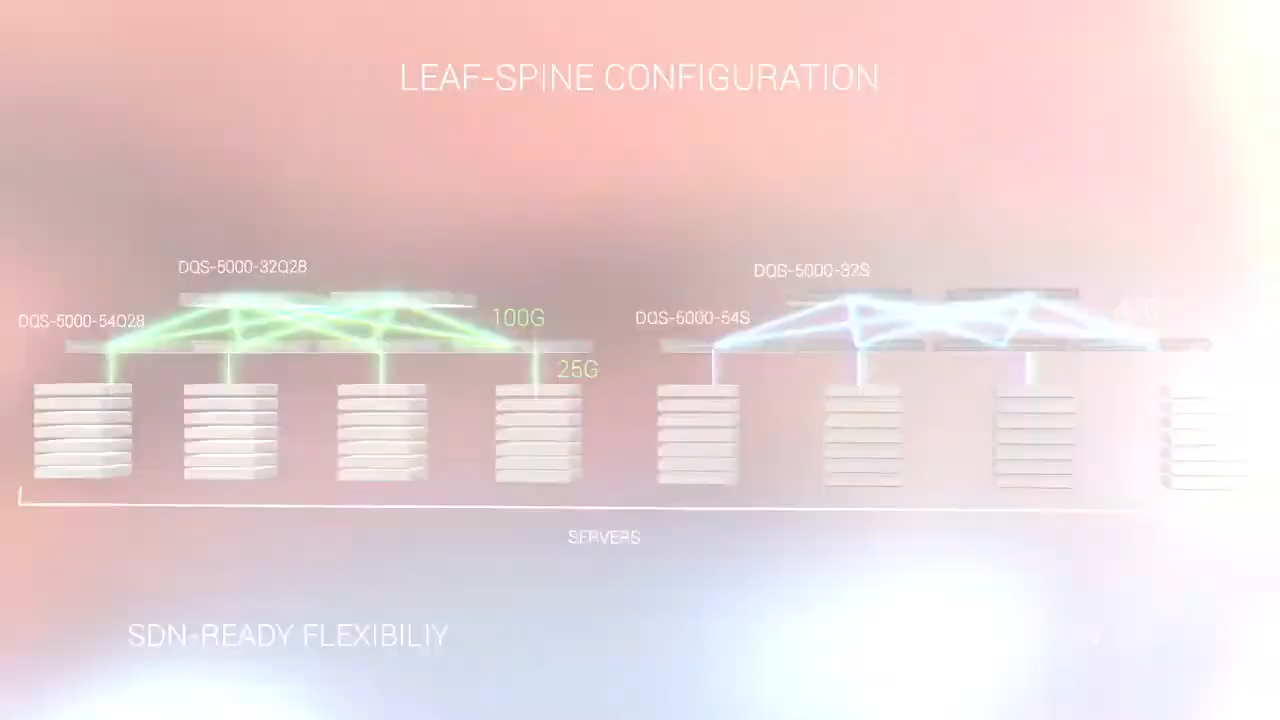 LEAF-SPINE CONFIGURATION
DQS-5000-32Q28
DQS-5000-32S
DQS-5000-54Q28
100G
DQS-5000-54S
25G
SERVERS
SDN-READY FLEXIBILIY